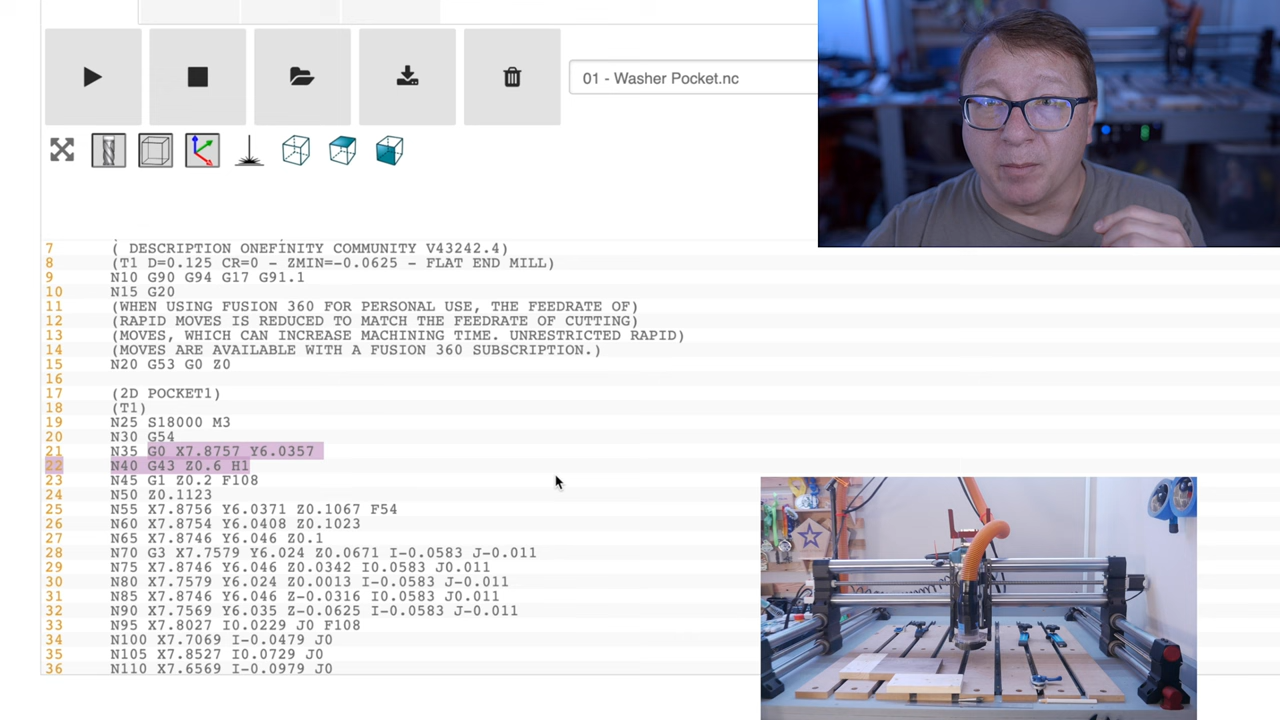 01 - Washer Pocket.nc
7 ( DESCRIPTION ONEFINITY COMMUNITY V43242.4)
8 (T1 D=0.125 CR=0 - ZMIN=-0.0625 - FLAT END MILL)
9 N10 G90 G94 G17 G91.1
10 N15 G20
11 (WHEN USING FUSION 360 FOR PERSONAL USE, THE FEEDRATE OF)
12 (RAPID MOVES IS REDUCED TO MATCH THE FEEDRATE OF CUTTING)
13 (MOVES, WHICH CAN INCREASE MACHINING TIME. UNRESTRICTED RAPID)
14 (MOVES ARE AVAILABLE WITH A FUSION 360 SUBSCRIPTION.)
15 N20 G53 G0 Z0
16
17 (2D POCKET1)
18 (T1)
19 N25 S18000 M3
20 N30 G54
21 N35 G0 X7.8757 Y6.0357
22 N40 G43 Z0.6 H1
23 N45 G1 Z0.2 F108
24 N50 Z0.1123
25 N55 X7.8756 Y6.0371 Z0.1067 F54
26 N60 X7.8754 Y6.0408 Z0.1023
27 N65 X7.8746 Y6.046 Z0.1
28 N70 G3 X7.7579 Y6.024 Z0.0671 I-0.0583 J-0.011
29 N75 X7.8746 Y6.046 Z0.0342 I0.0583 J0.011
30 N80 X7.7579 Y6.024 Z0.0013 I-0.0583 J-0.011
31 N85 X7.8746 Y6.046 Z-0.0316 I0.0583 J0.011
32 N90 X7.7569 Y6.035 Z-0.0625 I-0.0583 J-0.011
33 N95 X7.8027 I0.0229 J0 F108
34 N100 X7.7069 I-0.0479 J0
35 N105 X7.8527 I0.0729 J0
36 N110 X7.6569 I-0.0979 J0